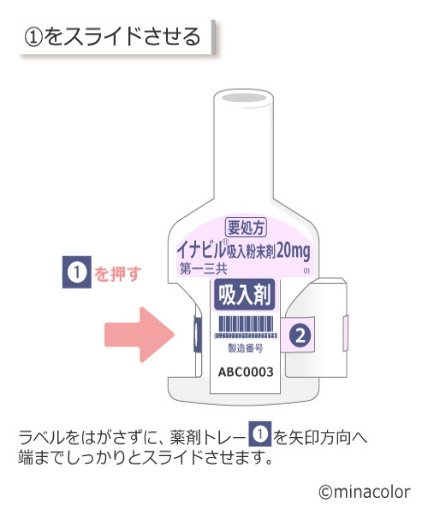 ①をスライドさせる
要処方
イナビル®吸入粉末剤20mg
第一三共
01
吸入剤
❶を押す
❷
製造番号
ABC0003
ラベルをはがさずに、薬剤トレー❶を矢印方向へ
端までしっかりとスライドさせます。
©minacolor